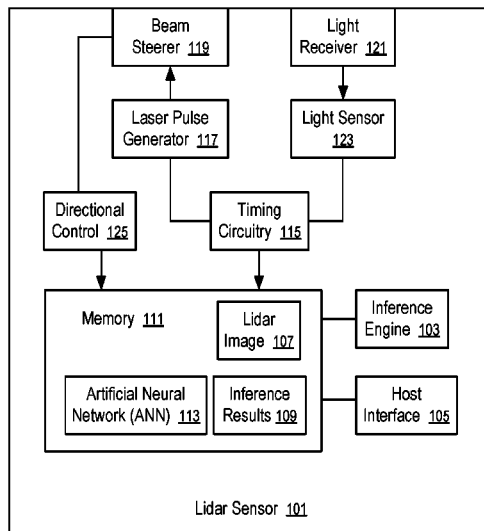 Beam
Steerer 119
Light
Receiver 121
Laser Pulse
Generator 117
Light Sensor
123
Directional
Control 125
Timing
Circuitry 115
Memory 111
Lidar
Image
107
Inference
Engine 103
Artificial Neural
Network (ANN) 113
Inference
Results 109
Host
Interface 105
Lidar Sensor 101